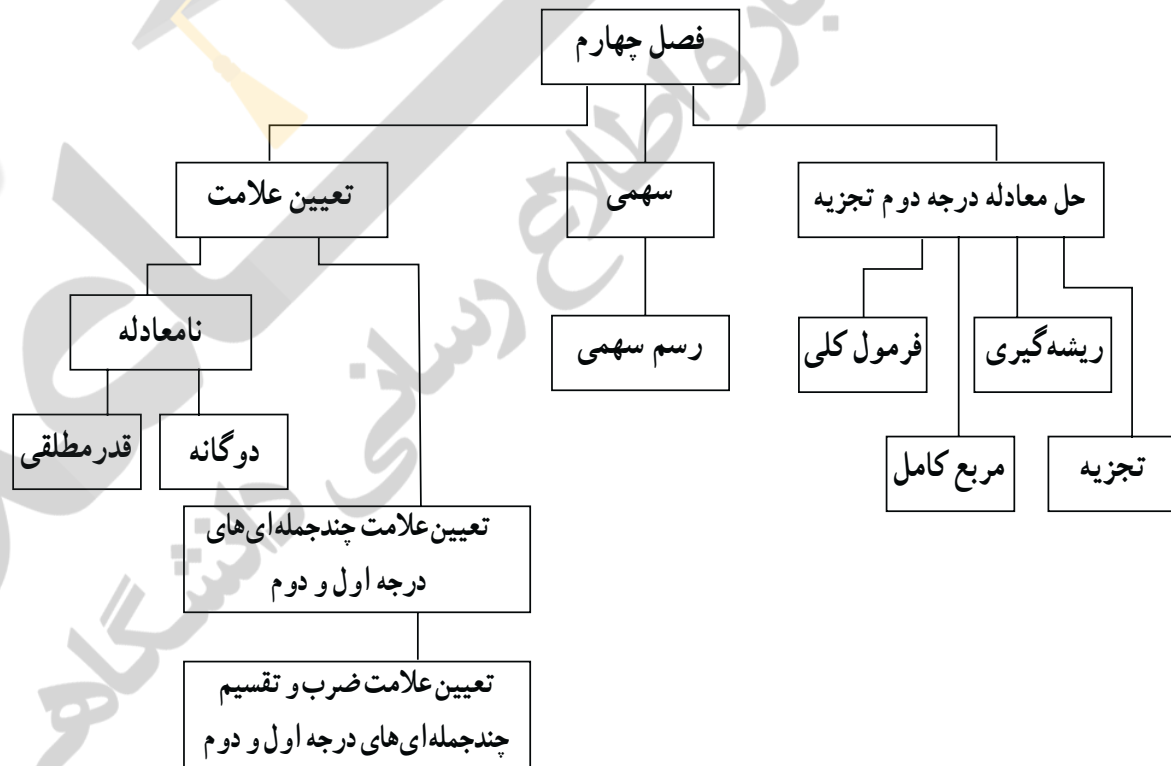 فصل چهارم
حل معادله درجه دوم تجزیه
سهمی
تعیین علامت
فرمول کلی
ریشه‌گیری
مربع کامل
تجزیه
رسم سهمی
نامعادله
دوگانه
قدرمطلقی
تعیین علامت چندجمله‌ای‌های
درجه اول و دوم
تعیین علامت ضرب و تقسیم
چندجمله‌ای‌های درجه اول و دوم
رسانی دانشگاهی